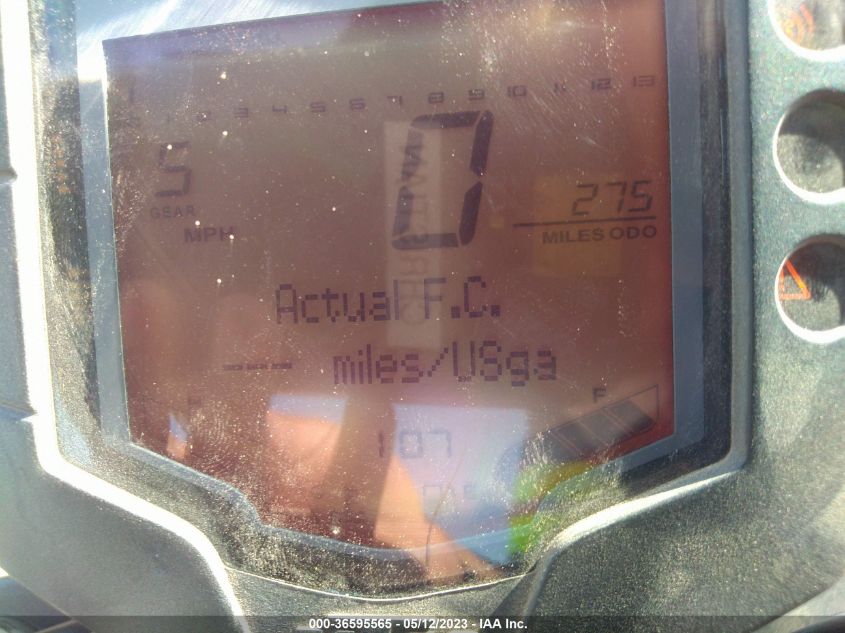 1 2 3 4 5 6 7 8 9 10 11 12 13
5
GEAR
0
275
MPH
MILES ODO
Actual F.C.
--- miles/USga
F
107
000-36595565 - 05/12/2023 - IAA Inc.